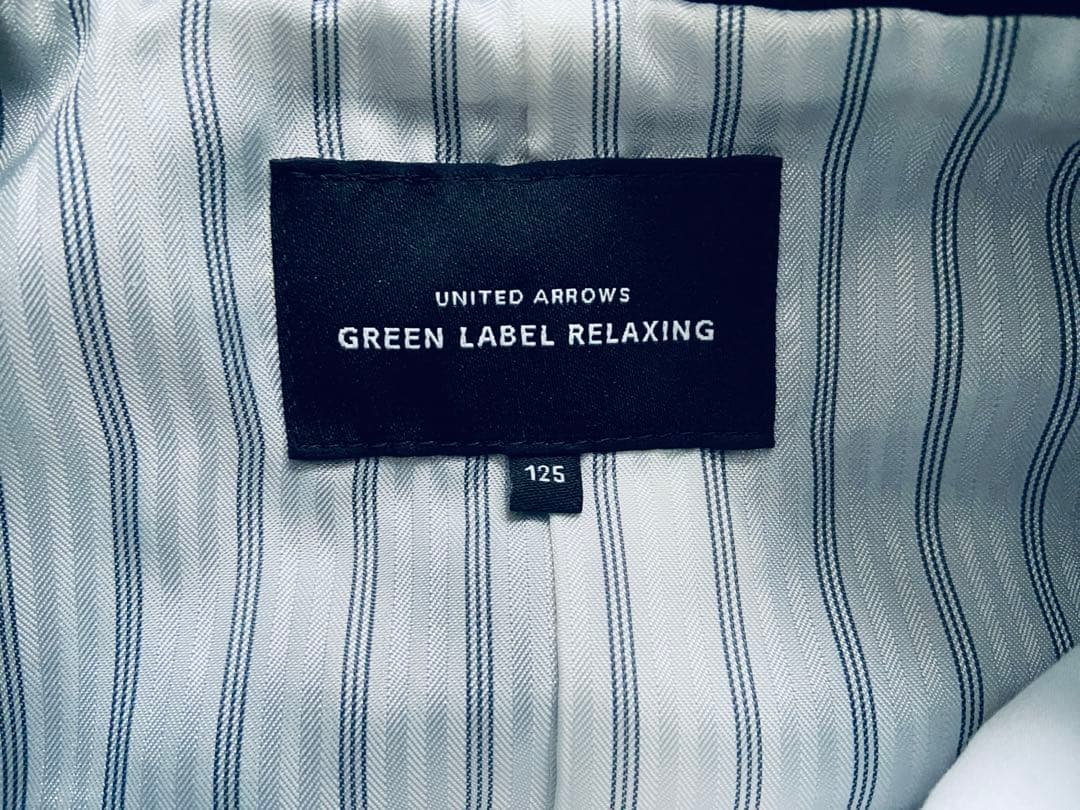 UNITED ARROWS
GREEN LABEL RELAXING
125